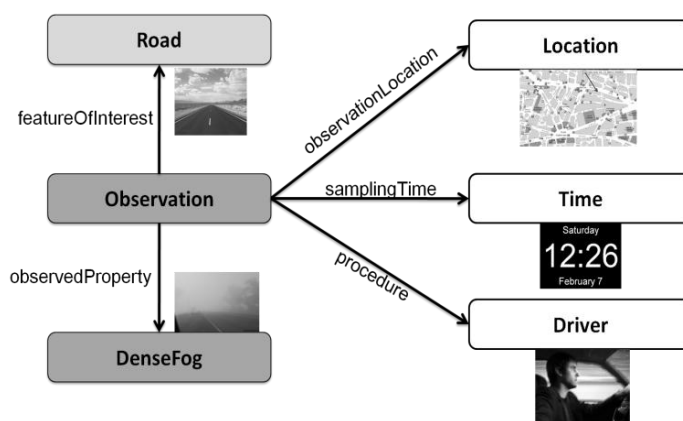 Road
Location
featureOfInterest
observationLocation
Observation
samplingTime
Time
Saturday
12:26
February 7
observedProperty
procedure
DenseFog
Driver